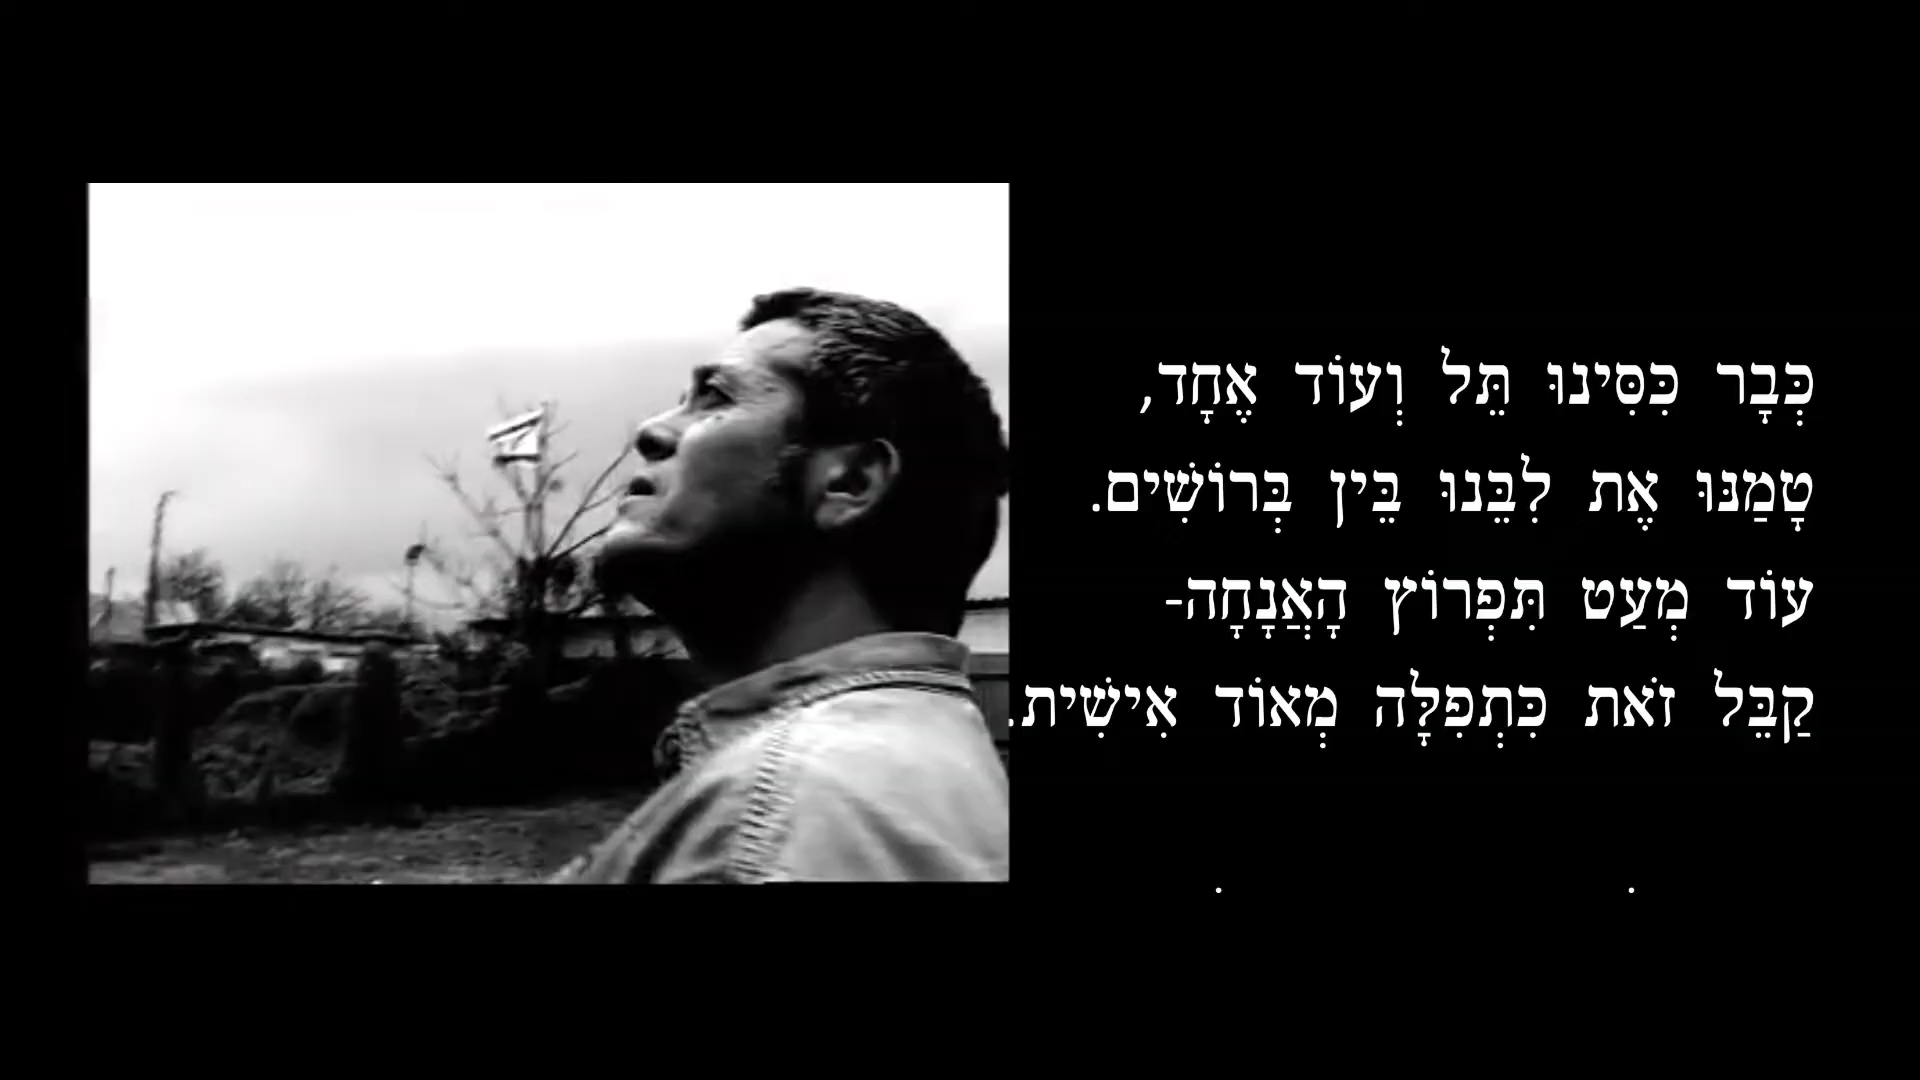 כְּבָר כִּסִּינוּ תֵּל וְעוֹד אֶחָד,
טָמַנּוּ אֶת לִבֵּנוּ בֵּין בְּרוֹשִׁים.
עוֹד מְעַט תִּפְרוֹץ הָאֲנָחָה-
קַבֵּל זֹאת כִּתְפִלָּה מְאוֹד אִישִׁית.